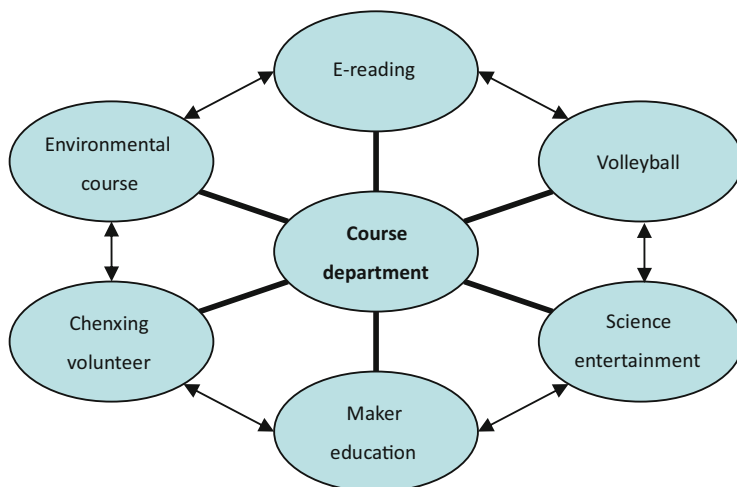 E-reading
Environmental
course
Volleyball
Course
department
Chenxing
volunteer
Science
entertainment
Maker
education